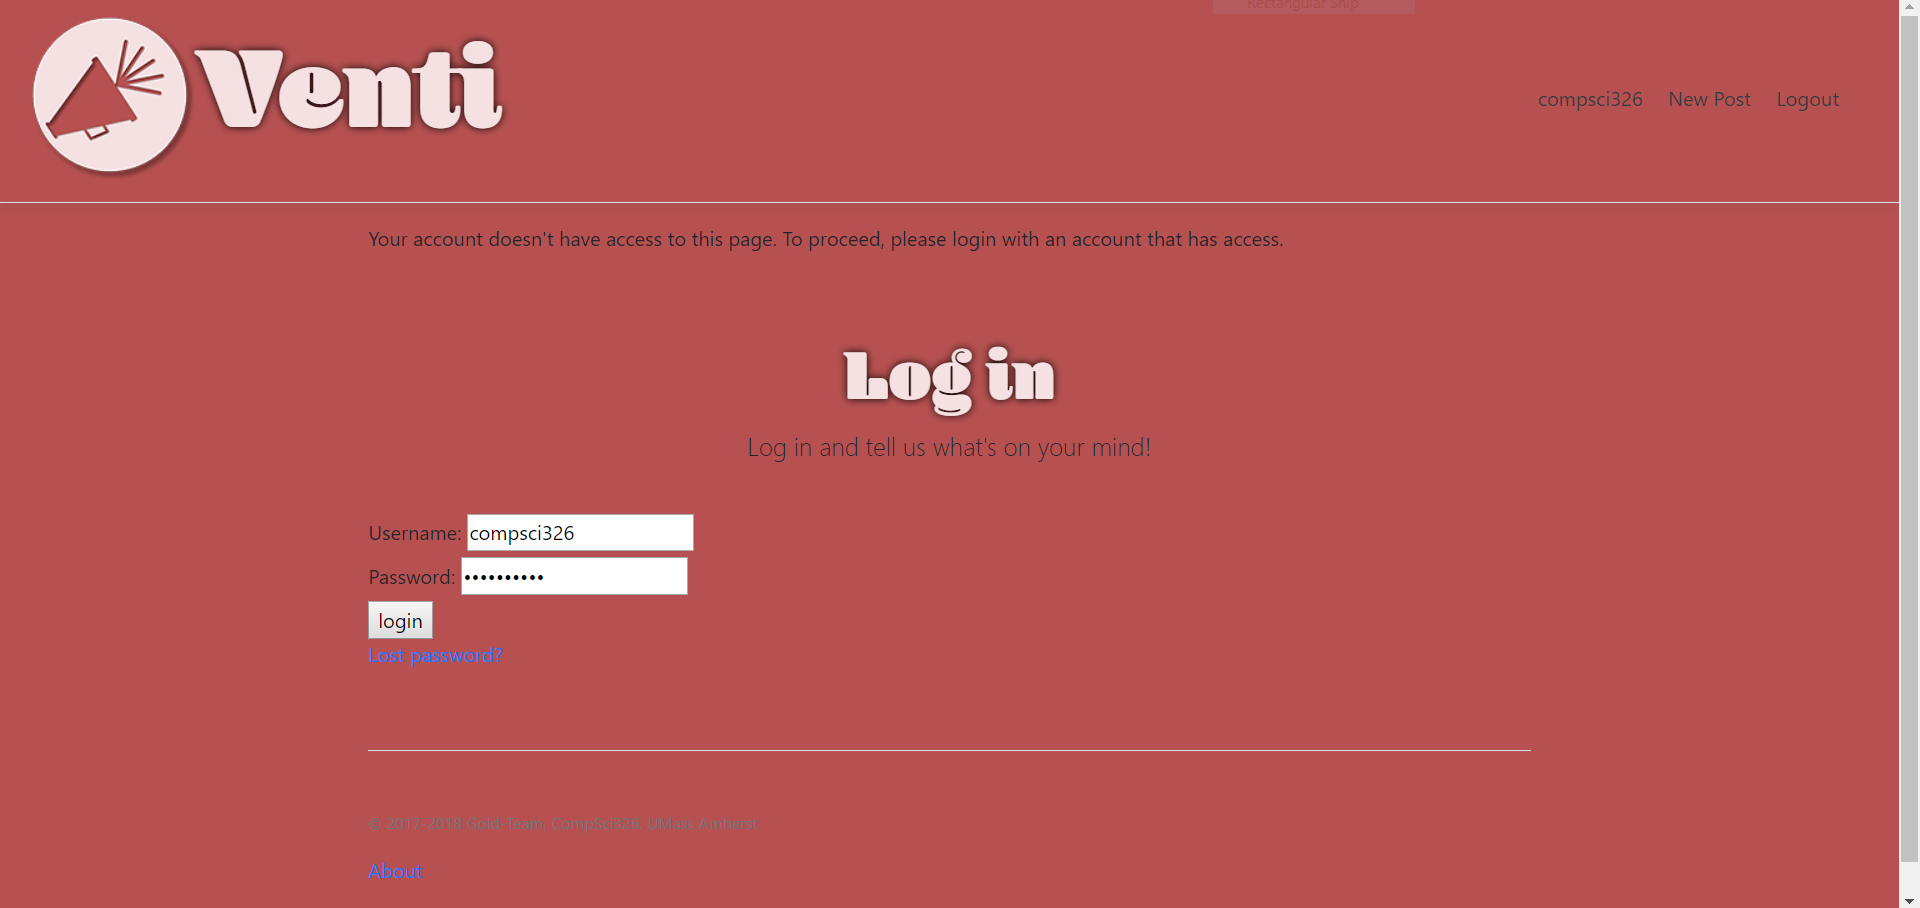 Rectangular Snip
Venti
compsci326 New Post Logout
Your account doesn't have access to this page. To proceed, please login with an account that has access.
Log in
Log in and tell us what's on your mind!
Username: compsci326
Password: ••••••••••
login
Lost password?
© 2017-2018 Gold-Team, CompSci326, UMass Amherst
About